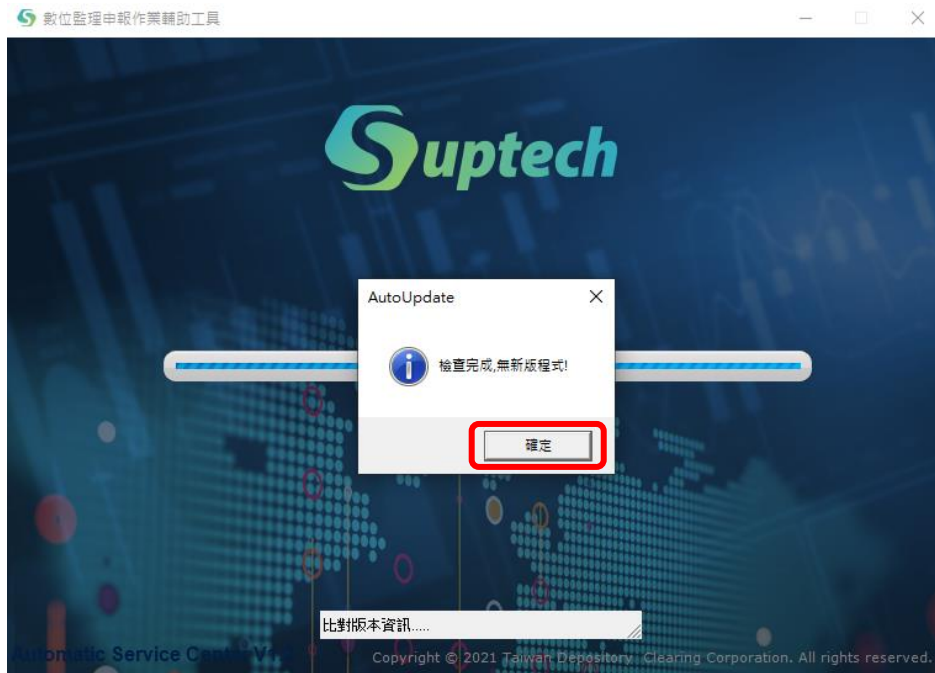 數位監理申報作業輔助工具
Suptech
AutoUpdate
檢查完成,無新版程式!
確定
比對版本資訊.....
Automatic Service Center
Copyright © 2021 Taiwan Depository Clearing Corporation. All rights reserved.